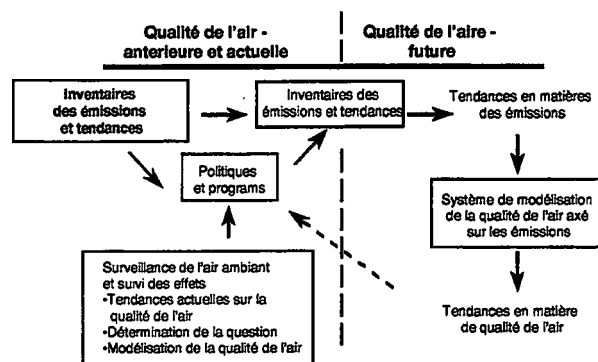 Qualité de l'air -
anterieure et actuelle
Qualité de l'aire -
future
Inventaires
des émissions
et tendances
Inventaires des
émissions et tendances
Tendances en matières
des émissions
Politiques
et programs
Système de modélisation
de la qualité de l'air axé
sur les émissions
Surveillance de l'air ambiant
et suivi des effets
•Tendances actuelles sur la
qualité de l'air
•Détermination de la question
•Modélisation de la qualité de l'air
Tendances en matière
de qualité de l'air